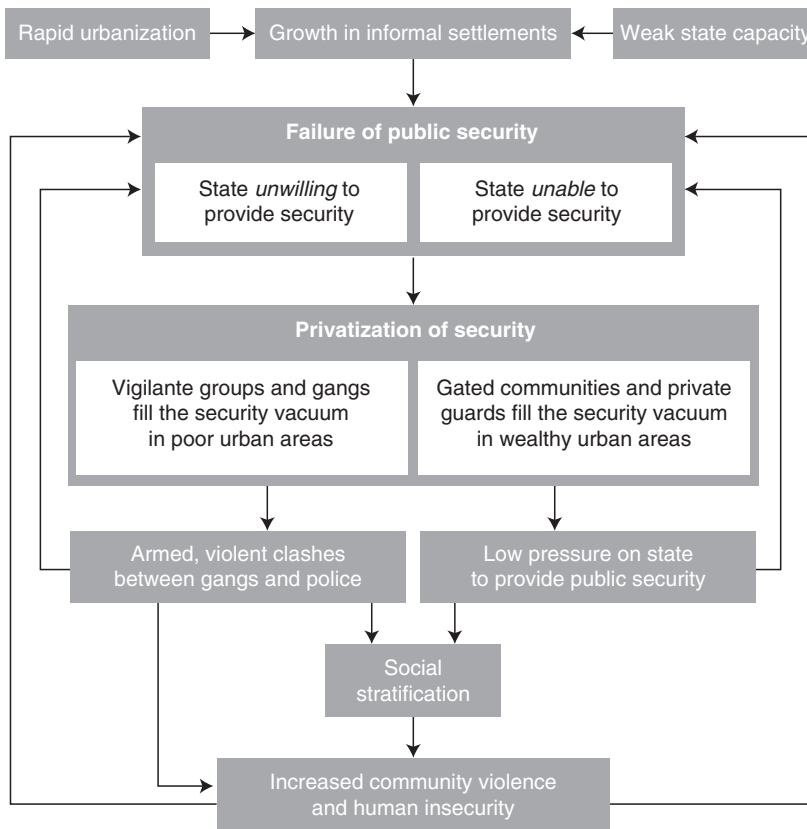 Rapid urbanization
Growth in informal settlements
Weak state capacity
Failure of public security
State unwilling to
provide security
State unable to
provide security
Privatization of security
Vigilante groups and gangs
fill the security vacuum
in poor urban areas
Gated communities and private
guards fill the security vacuum
in wealthy urban areas
Armed, violent clashes
between gangs and police
Low pressure on state
to provide public security
Social
stratification
Increased community violence
and human insecurity